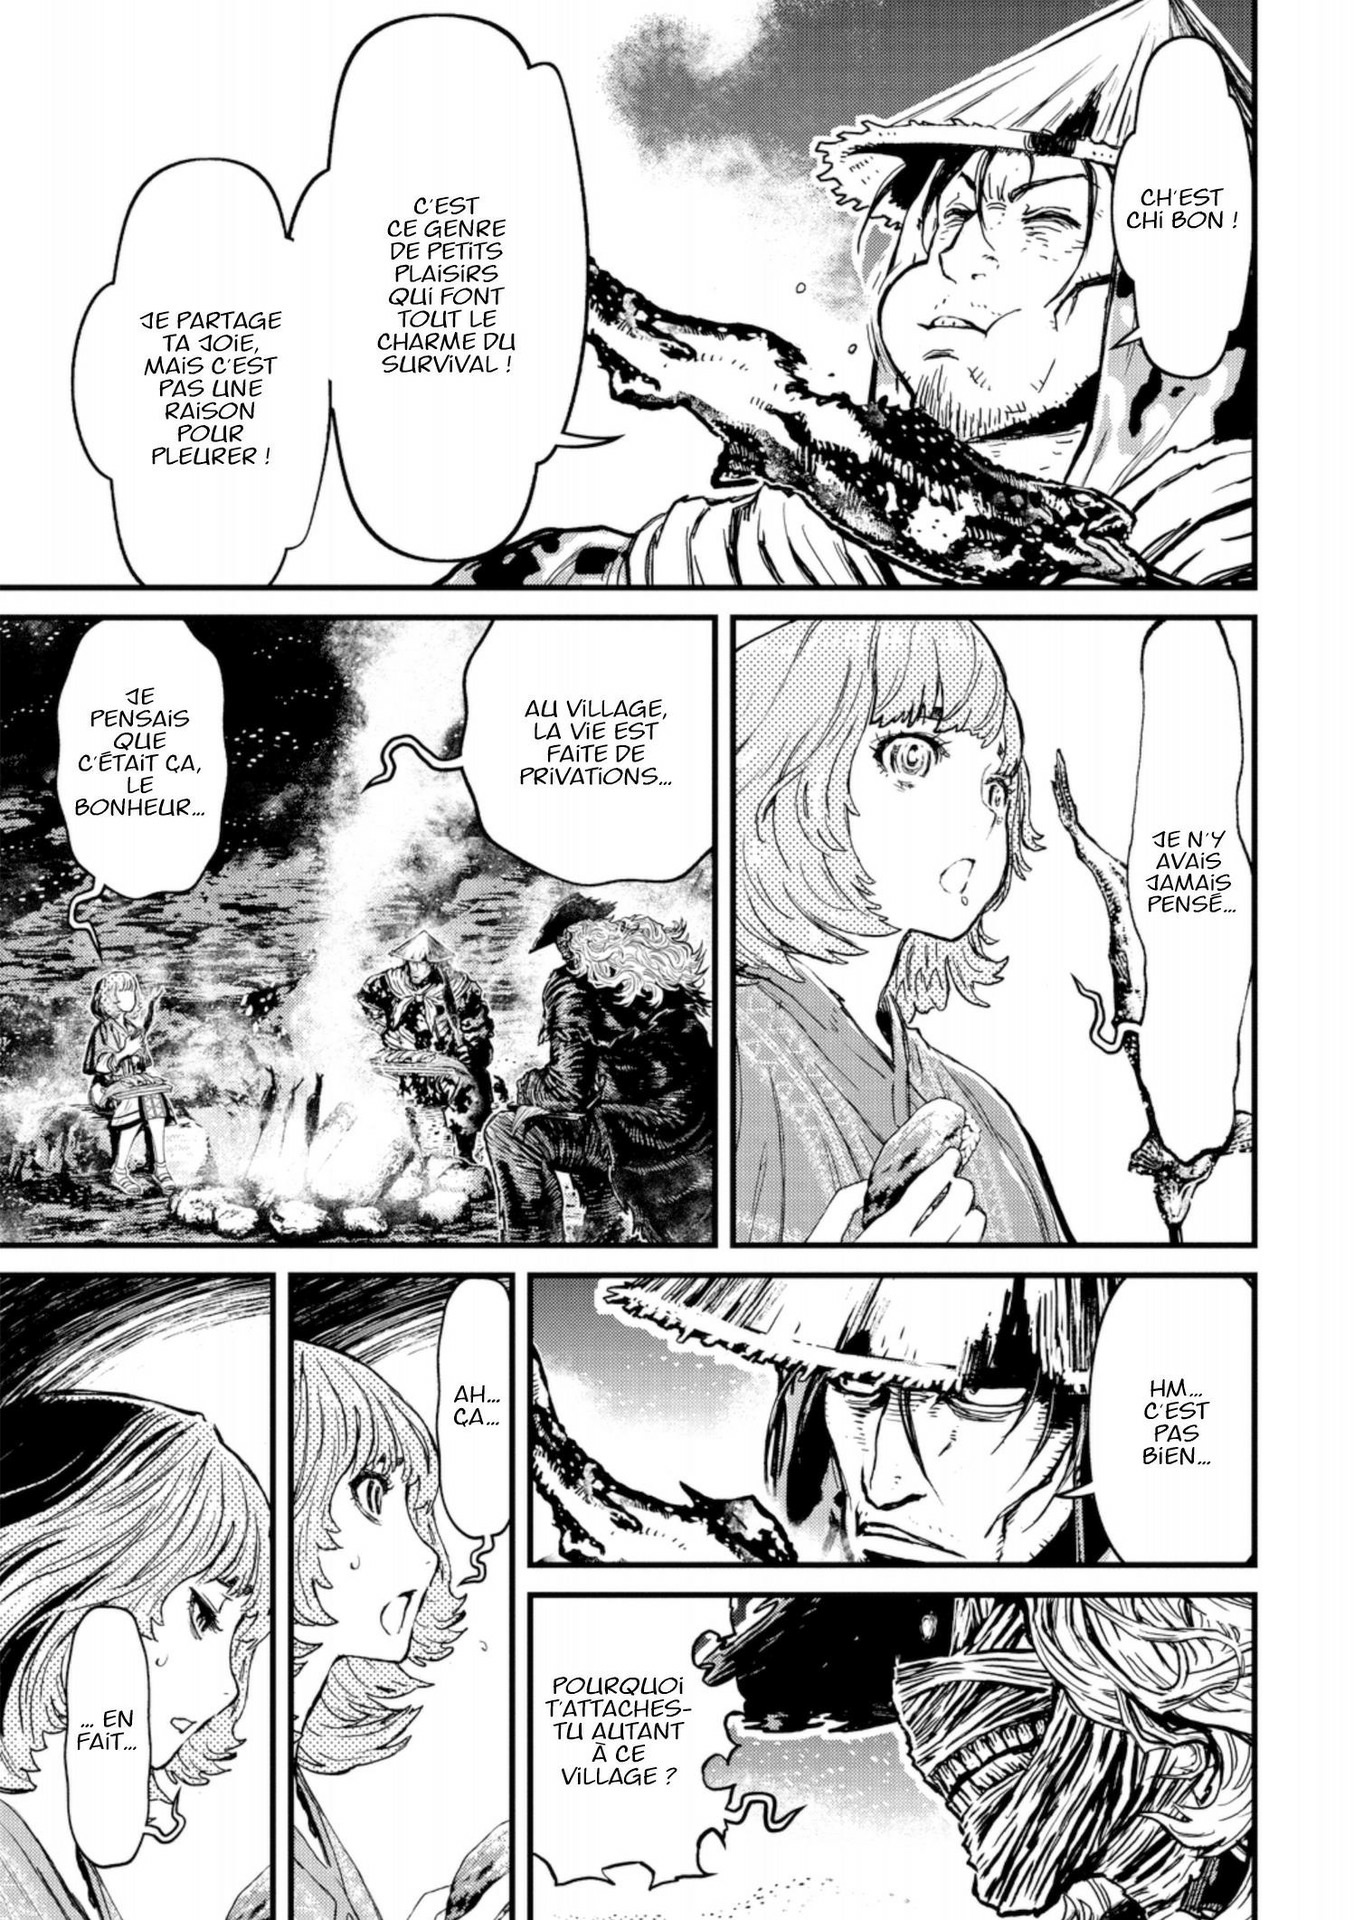 CH'EST
CHI BON !
C'EST
CE GENRE
DE PETITS
PLAISIRS
QUI FONT
TOUT LE
CHARME DU
SURVIVAL !
JE PARTAGE
TA JOIE,
MAIS C'EST
PAS UNE
RAISON
POUR
PLEURER !
JE N'Y
AVAIS
JAMAIS
PENSÉ...
AU VILLAGE,
LA VIE EST
FAITE DE
PRIVATIONS...
JE
PENSAIS
QUE
C'ÉTAIT ÇA,
LE
BONHEUR...
HM...
C'EST
PAS
BIEN...
POURQUOI
T'ATTACHES-
TU AUTANT
À CE
VILLAGE ?
AH...
ÇA...
... EN
FAIT...